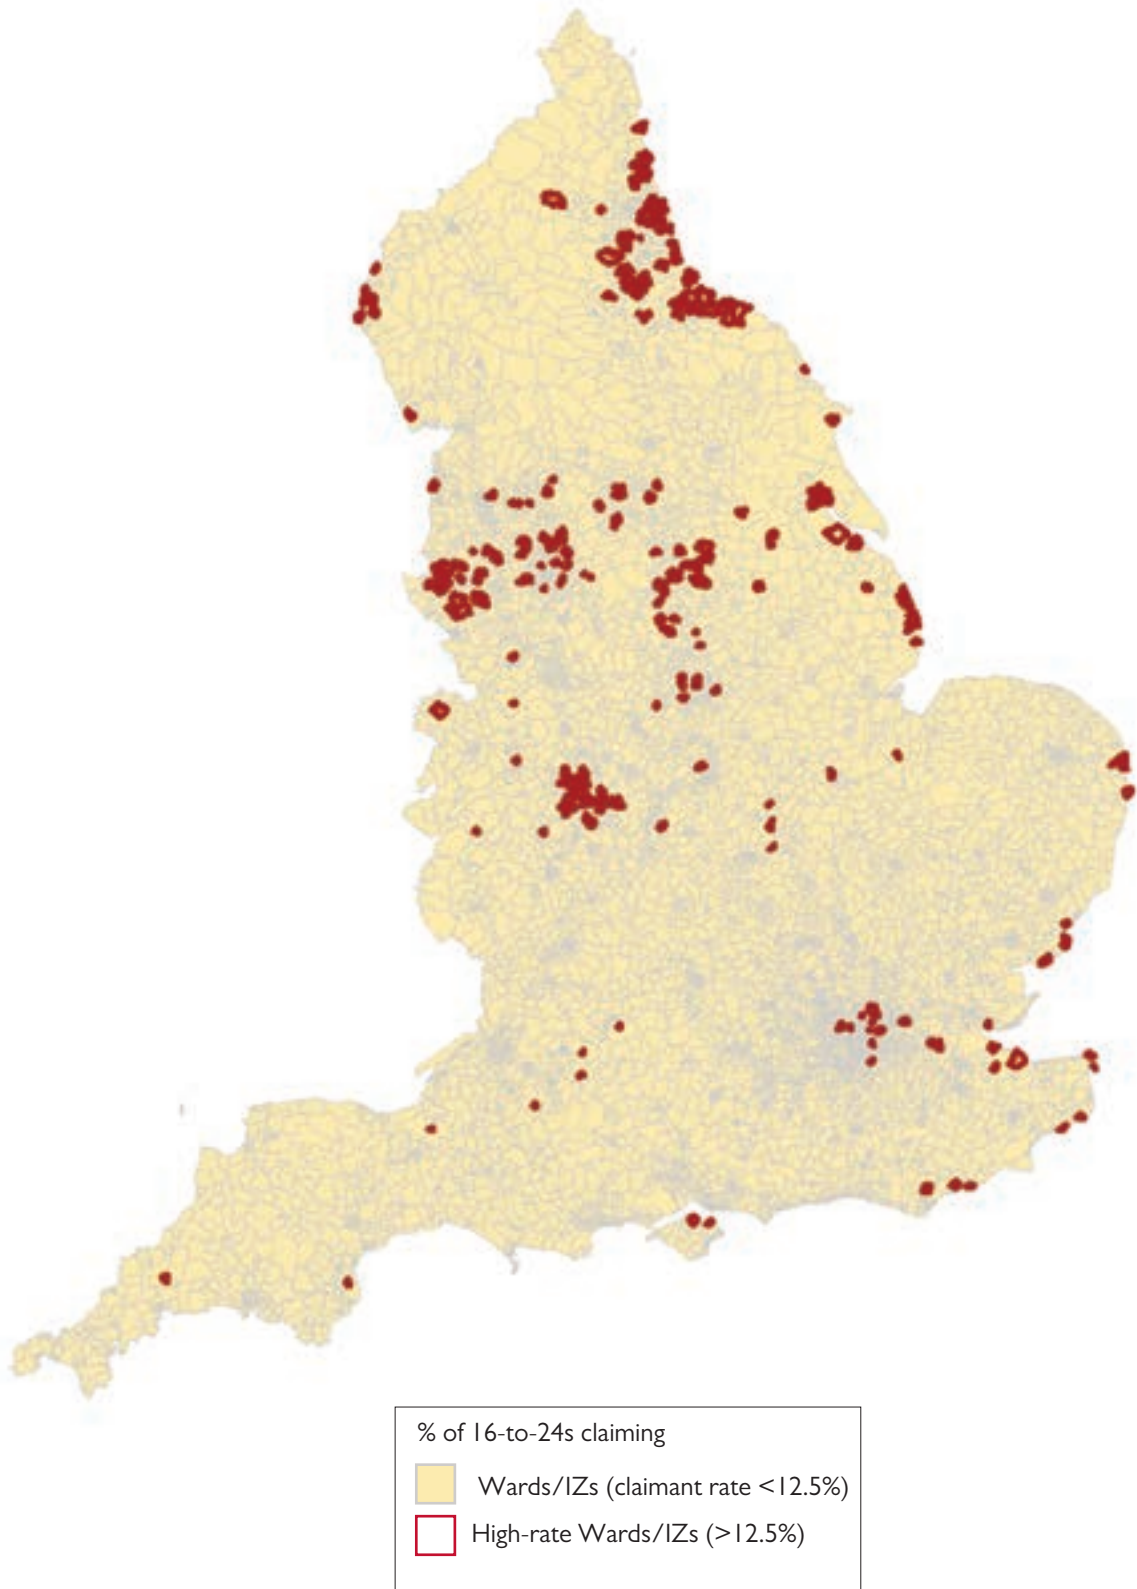 % of 16-to-24s claiming
Wards/IZs (claimant rate <12.5%)
High-rate Wards/IZs (>12.5%)